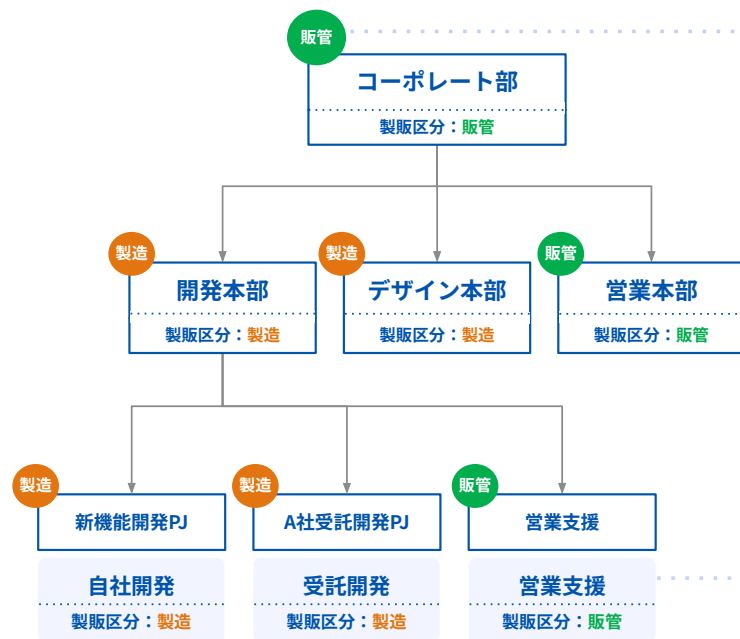 販管
コーポレート部
製販区分：販管
製造
開発本部
製販区分：製造
製造
デザイン本部
製販区分：製造
販管
営業本部
製販区分：販管
製造
新機能開発PJ
自社開発
製販区分：製造
製造
A社受託開発PJ
受託開発
製販区分：製造
販管
営業支援
営業支援
製販区分：販管